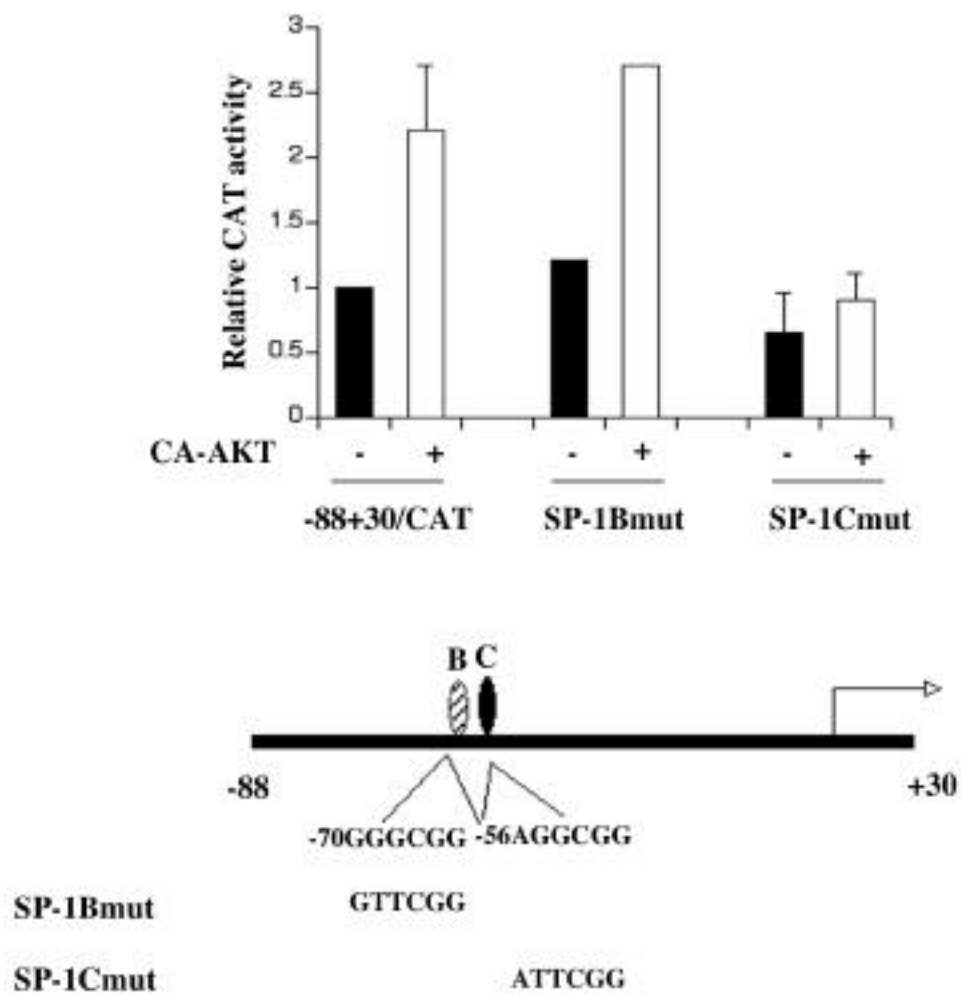 3
2.5
2
1.5
1
0.5
0
Relative CAT activity
CA-AKT - + - + - +
-88+30/CAT SP-1Bmut SP-1Cmut
B C
-88 +30
-70GGGCGG -56AGGCGG
SP-1Bmut GTTCGG
SP-1Cmut ATTCGG